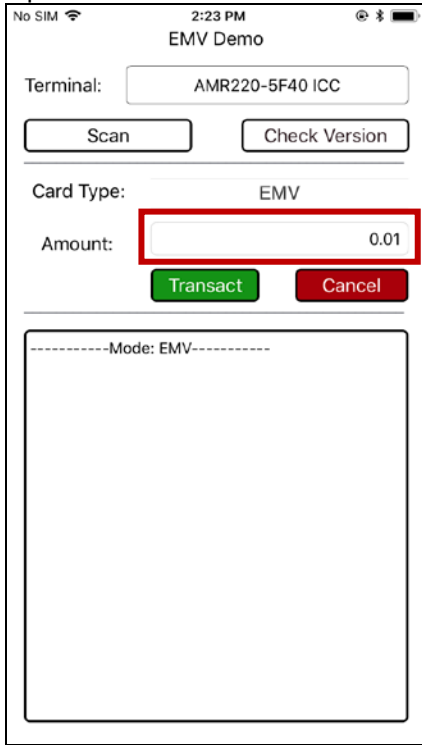 No SIM 2:23 PM
EMV Demo
Terminal: AMR220-5F40 ICC
Scan Check Version
Card Type: EMV
Amount: 0.01
Transact Cancel
-----------Mode: EMV-----------